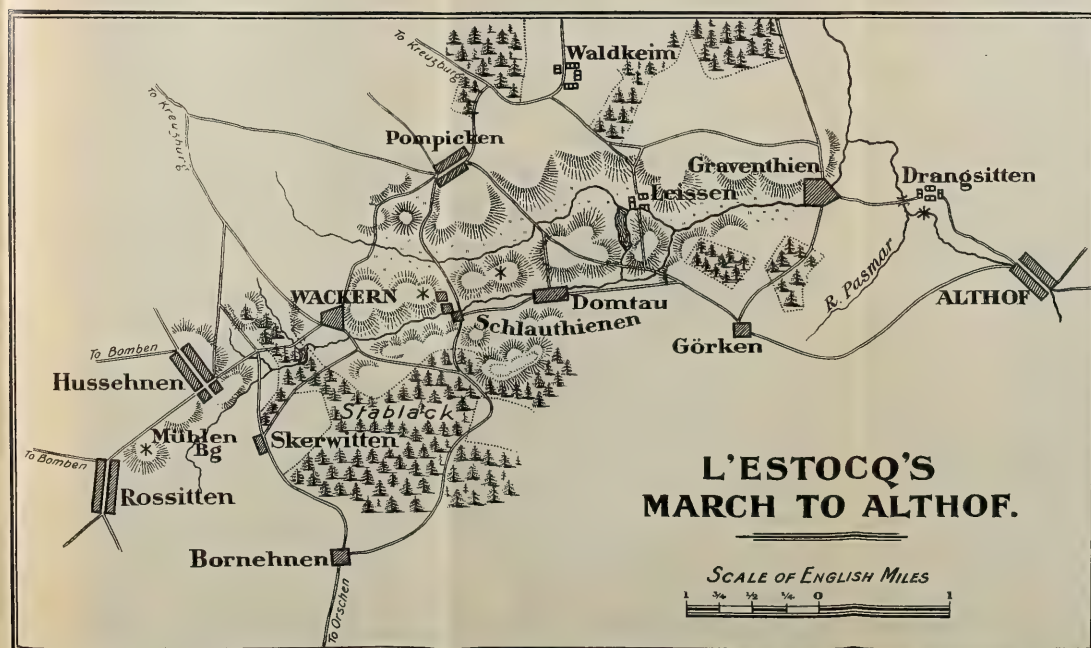 To Kreuzburg
Waldkeim
To Kreuzburg
Pompicken
Graventhien
Drangsitten
Leissen
R. Pasmar
WACKERN
ALTHOF
Domtau
Schlauthienen
Görken
To Bomben
Hussehnen
Stablack
Mühlen
Bg
Skerwitten
To Bomben
Rossitten
Bornehnen
To Orschen
L'ESTOCQ'S
MARCH TO ALTHOF.
SCALE OF ENGLISH MILES
1 ¾ ½ ¼ 0 1